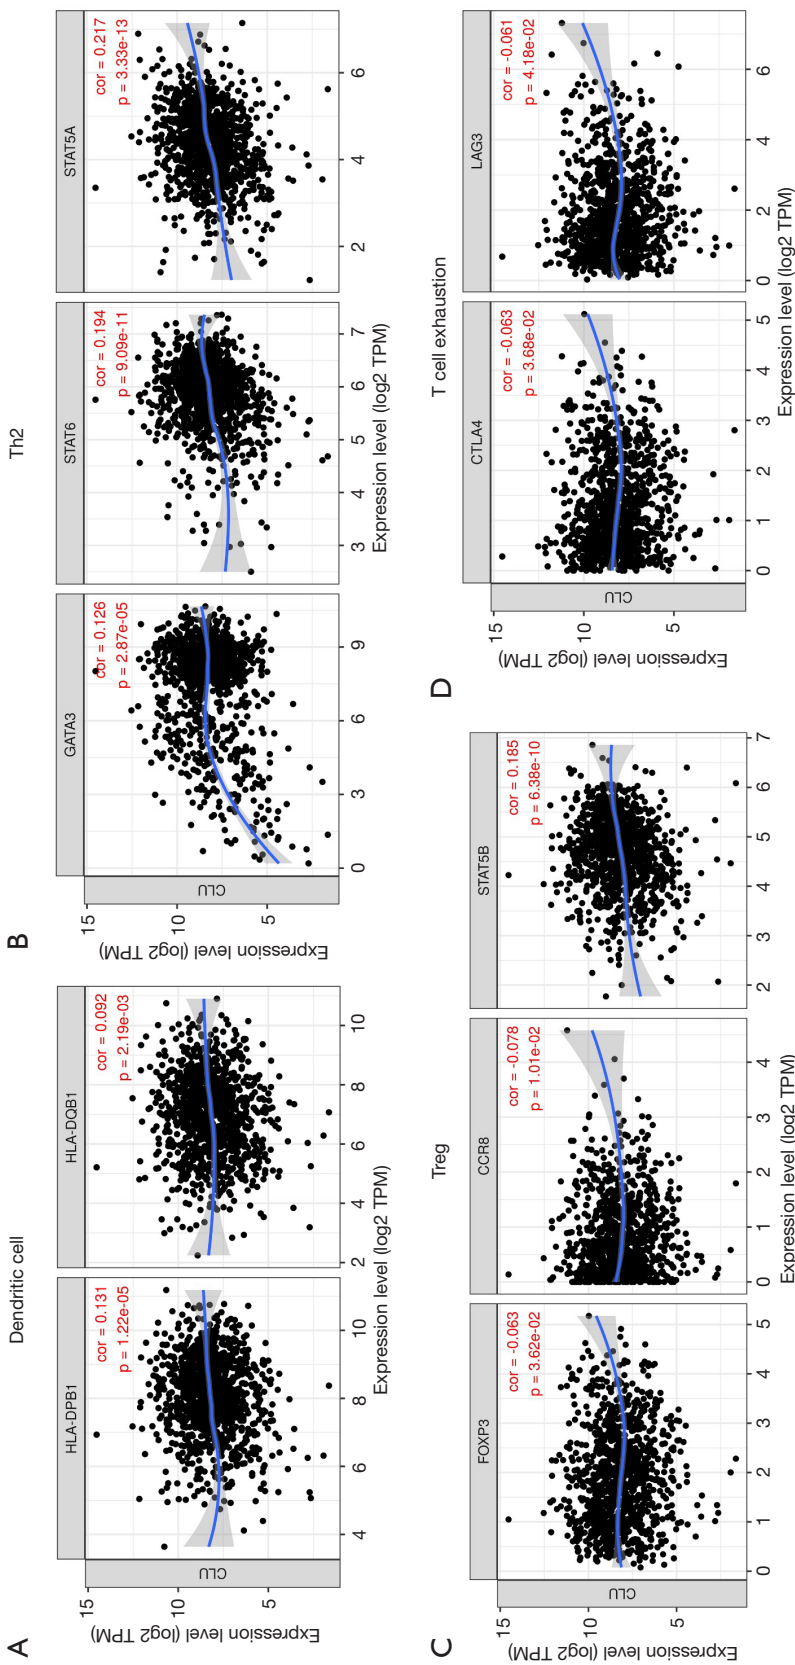 A
Dendritic cell
HLA-DPB1
HLA-DQB1
cor = 0.131
p = 1.22e-05
cor = 0.092
p = 2.19e-03
CLU
Expression level (log2 TPM)
15
10
5
4
6
8
10
2
4
6
8
10
Expression level (log2 TPM)
B
Th2
GATA3
STAT6
STAT5A
cor = 0.126
p = 2.87e-05
cor = 0.194
p = 9.09e-11
cor = 0.217
p = 3.33e-13
CLU
Expression level (log2 TPM)
15
10
5
0
3
6
9
3
4
5
6
7
2
4
6
Expression level (log2 TPM)
C
Treg
FOXP3
CCR8
STAT5B
cor = -0.063
p = 3.62e-02
cor = -0.078
p = 1.01e-02
cor = 0.185
p = 6.38e-10
CLU
Expression level (log2 TPM)
15
10
5
0
1
2
3
4
5
0
1
2
3
4
2
3
4
5
6
7
Expression level (log2 TPM)
D
T cell exhaustion
CTLA4
LAG3
cor = -0.063
p = 3.68e-02
cor = -0.061
p = 4.18e-02
CLU
Expression level (log2 TPM)
15
10
5
0
1
2
3
4
5
0
2
4
6
Expression level (log2 TPM)